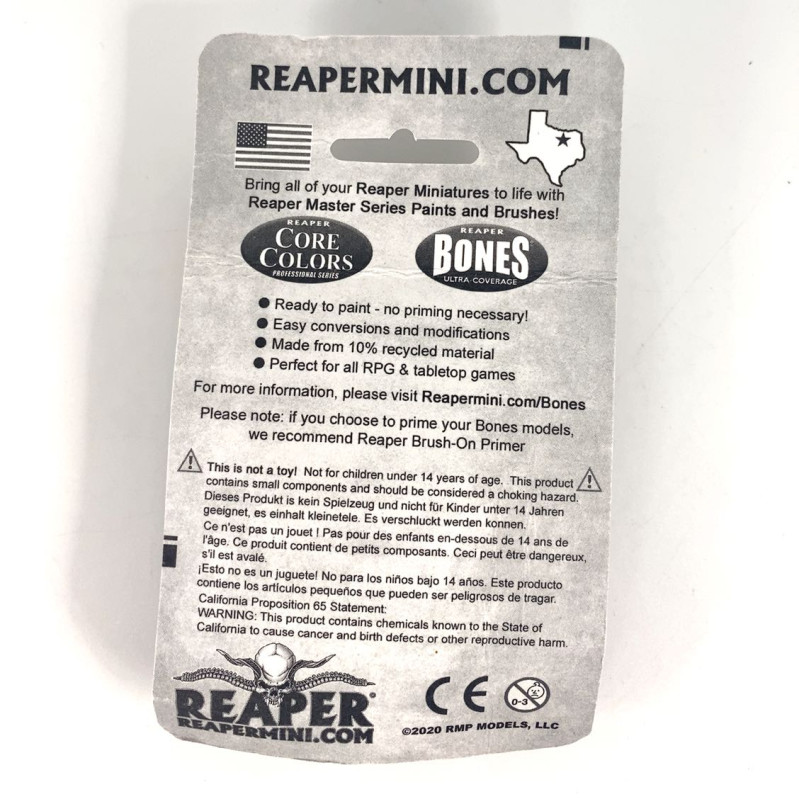 REAPERMINI.COM
Bring all of your Reaper Miniatures to life with
Reaper Master Series Paints and Brushes!
REAPER
CORE
COLORS
PROFESSIONAL SERIES
REAPER
BONES
ULTRA-COVERAGE
● Ready to paint - no priming necessary!
● Easy conversions and modifications
● Made from 10% recycled material
● Perfect for all RPG & tabletop games
For more information, please visit Reapermini.com/Bones
Please note: if you choose to prime your Bones models,
we recommend Reaper Brush-On Primer
This is not a toy! Not for children under 14 years of age. This product
contains small components and should be considered a choking hazard.
Dieses Produkt is kein Spielzeug und nicht für Kinder unter 14 Jahren
geeignet, es einhalt kleinetele. Es verschluckt werden konnen.
Ce n'est pas un jouet ! Pas pour des enfants en-dessous de 14 ans de
l'âge. Ce produit contient de petits composants. Ceci peut être dangereux,
s'il est avalé.
¡Esto no es un juguete! No para los niños bajo 14 años. Este producto
contiene los artículos pequeños que pueden ser peligrosos de tragar.
California Proposition 65 Statement:
WARNING: This product contains chemicals known to the State of
California to cause cancer and birth defects or other reproductive harm.
REAPER®
REAPERMINI.COM
CE
0-3
©2020 RMP MODELS, LLC